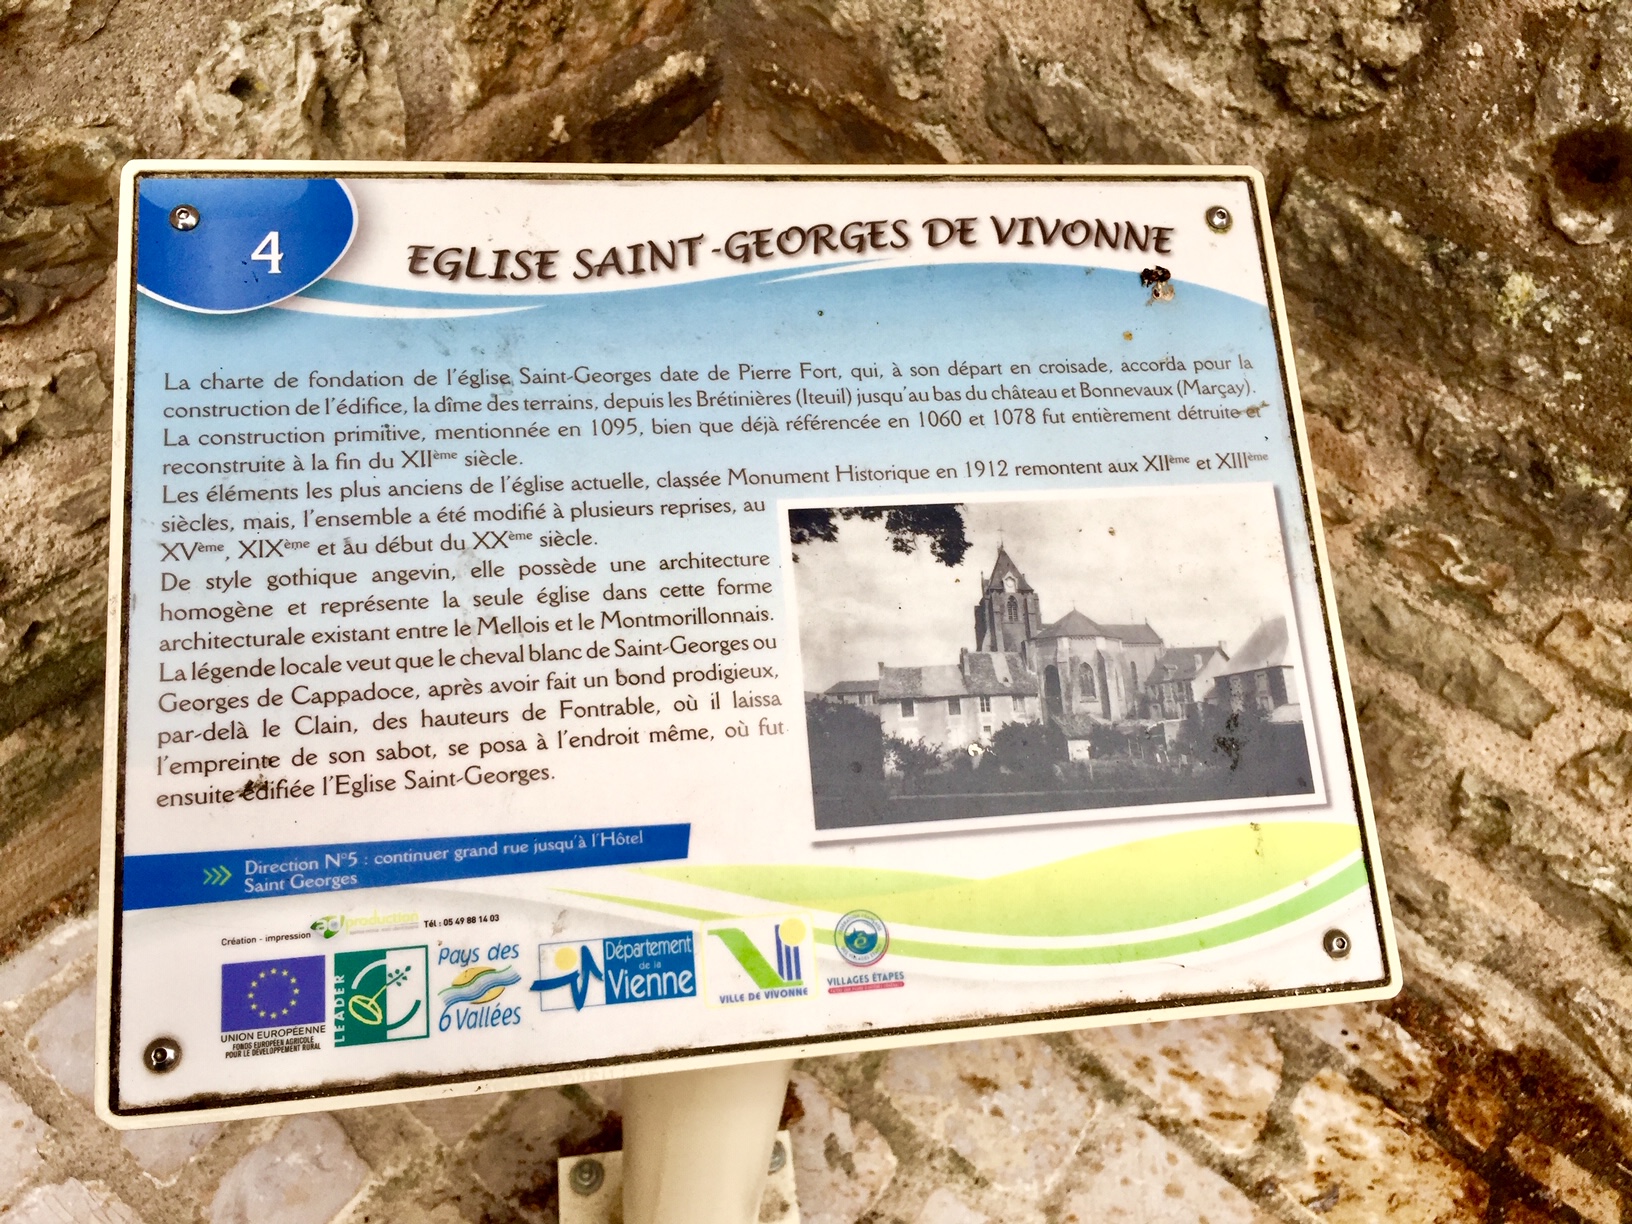 4
EGLISE SAINT-GEORGES DE VIVONNE
La charte de fondation de l'église Saint-Georges date de Pierre Fort, qui, à son départ en croisade, accorda pour la
construction de l'édifice, la dîme des terrains, depuis les Brétinières (Iteuil) jusqu'au bas du château et Bonnevaux (Marçay).
La construction primitive, mentionnée en 1095, bien que déjà référencée en 1060 et 1078 fut entièrement détruite et
reconstruite à la fin du XIIème siècle.
Les éléments les plus anciens de l'église actuelle, classée Monument Historique en 1912 remontent aux XIIème et XIIIème
siècles, mais, l'ensemble a été modifié à plusieurs reprises, au
XVème, XIXème et au début du XXème siècle.
De style gothique angevin, elle possède une architecture
homogène et représente la seule église dans cette forme
architecturale existant entre le Mellois et le Montmorillonnais.
La légende locale veut que le cheval blanc de Saint-Georges ou
Georges de Cappadoce, après avoir fait un bond prodigieux,
par-delà le Clain, des hauteurs de Fontrable, où il laissa
l'empreinte de son sabot, se posa à l'endroit même, où fut
ensuite édifiée l'Eglise Saint-Georges.
Direction N°5 : continuer grand rue jusqu'à l'Hôtel
Saint Georges
Création - impression ad production Tél : 05 49 88 14 03
UNION EUROPÉENNE
FONDS EUROPÉEN AGRICOLE
POUR LE DÉVELOPPEMENT RURAL
LEADER
Pays des
6 Vallées
Département
de la
Vienne
VILLE DE VIVONNE
VILLAGES ÉTAPES